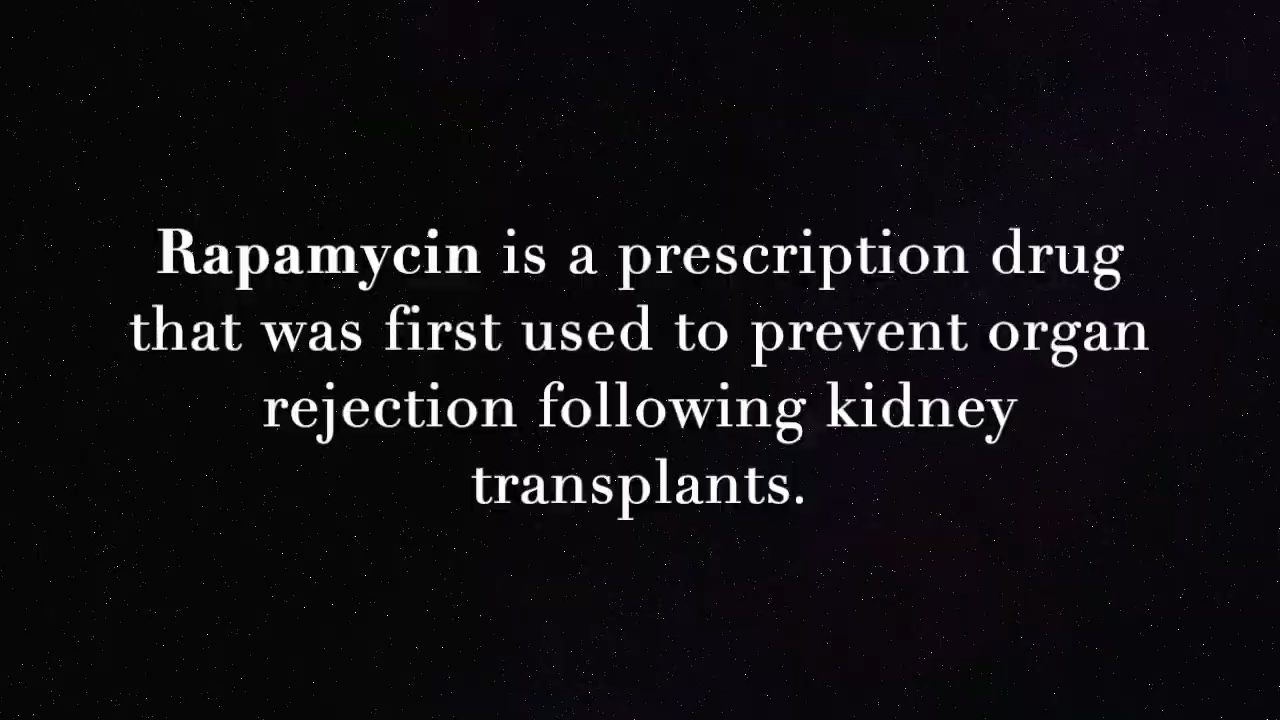 Rapamycin is a prescription drug
that was first used to prevent organ
rejection following kidney
transplants.